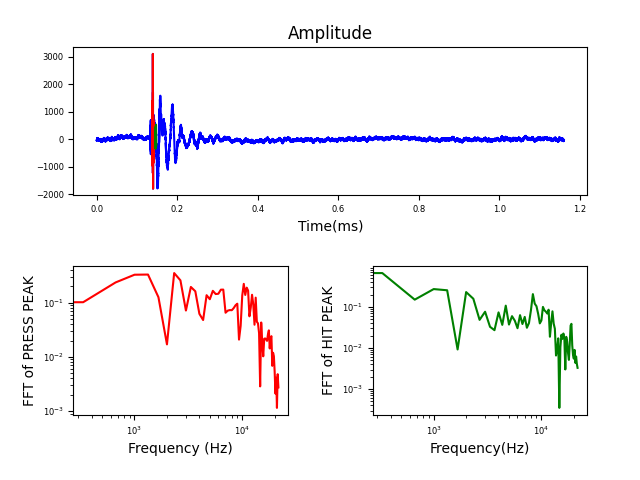 Amplitude
3000
2000
1000
0
−1000
−2000
0.0 0.2 0.4 0.6 0.8 1.0 1.2
Time(ms)
FFT of PRESS PEAK
10⁻¹
10⁻²
10⁻³
10³ 10⁴
Frequency (Hz)
FFT of HIT PEAK
10⁻¹
10⁻²
10⁻³
10³ 10⁴
Frequency(Hz)